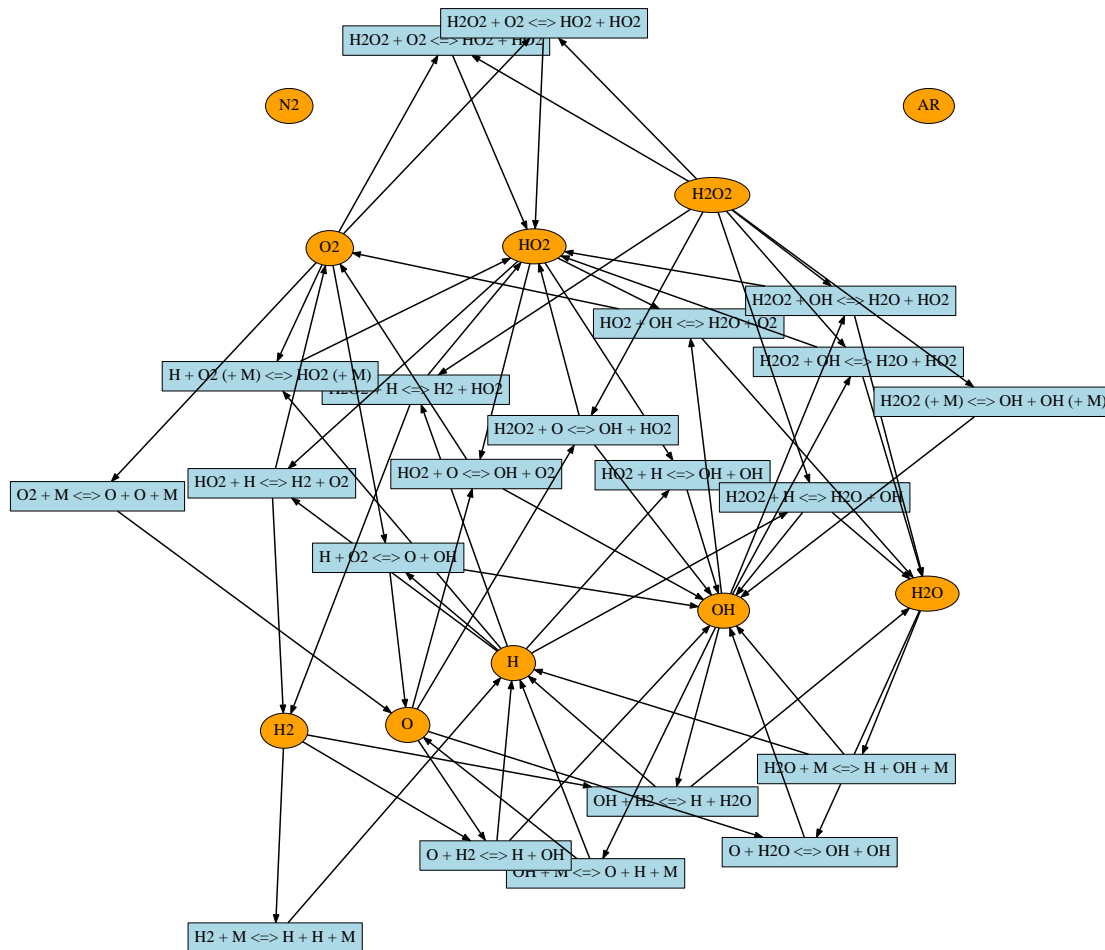 H2O2 + O2 <=> HO2 + HO2
H2O2 + O2 <=> HO2 + HO2
N2
AR
H2O2
O2
HO2
H2O2 + OH <=> H2O + HO2
HO2 + OH <=> H2O + O2
H2O2 + OH <=> H2O + HO2
H + O2 (+ M) <=> HO2 (+ M)
H2O2 + H <=> H2 + HO2
H2O2 (+ M) <=> OH + OH (+ M)
H2O2 + O <=> OH + HO2
HO2 + O <=> OH + O2
HO2 + H <=> OH + OH
HO2 + H <=> H2 + O2
O2 + M <=> O + O + M
H2O2 + H <=> H2O + OH
H + O2 <=> O + OH
H2O
OH
H
O
H2
H2O + M <=> H + OH + M
OH + H2 <=> H + H2O
O + H2O <=> OH + OH
O + H2 <=> H + OH
OH + M <=> O + H + M
H2 + M <=> H + H + M